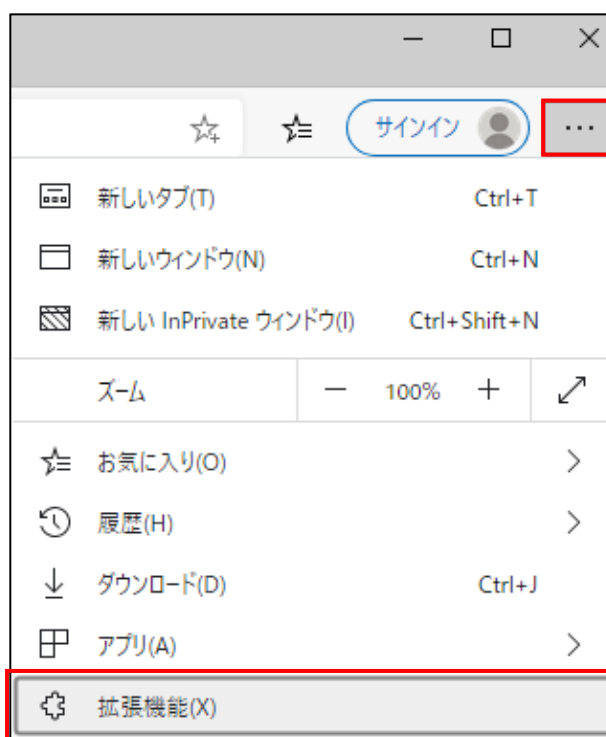 サインイン
新しいタブ(T) Ctrl+T
新しいウィンドウ(N) Ctrl+N
新しい InPrivate ウィンドウ(I) Ctrl+Shift+N
ズーム — 100% +
お気に入り(O)
履歴(H)
ダウンロード(D) Ctrl+J
アプリ(A)
拡張機能(X)